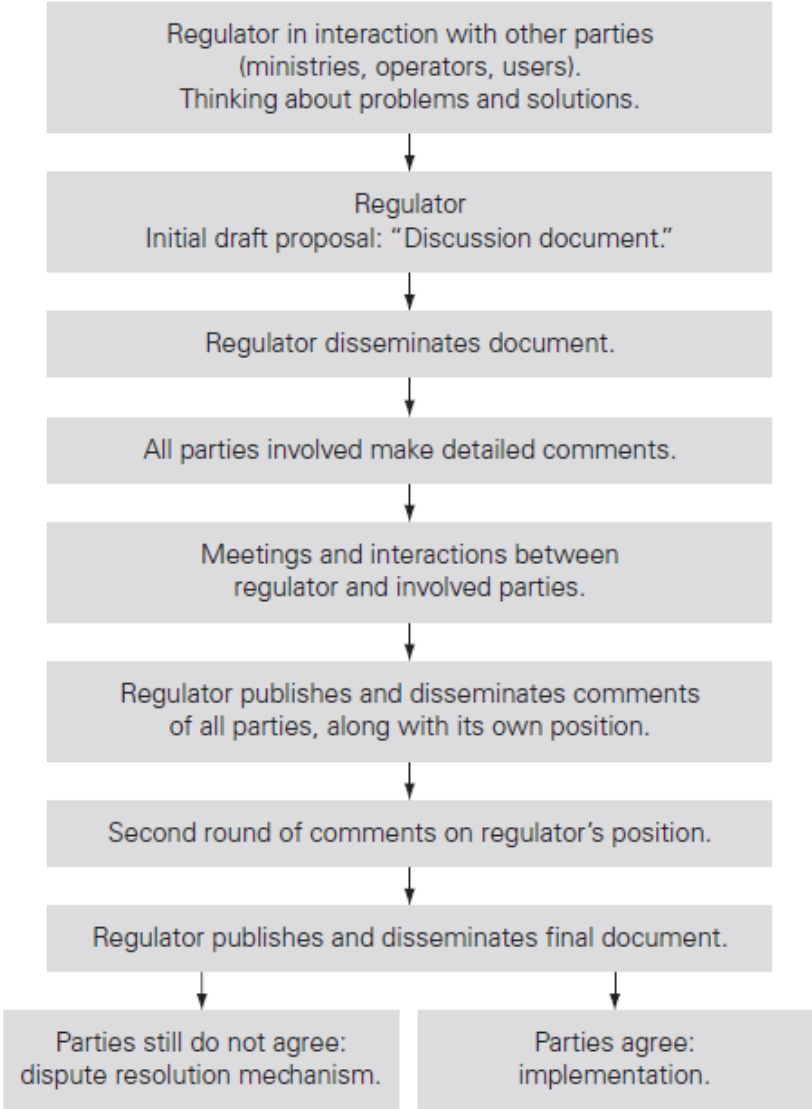 Regulator in interaction with other parties
(ministries, operators, users).
Thinking about problems and solutions.
Regulator
Initial draft proposal: “Discussion document.”
Regulator disseminates document.
All parties involved make detailed comments.
Meetings and interactions between
regulator and involved parties.
Regulator publishes and disseminates comments
of all parties, along with its own position.
Second round of comments on regulator’s position.
Regulator publishes and disseminates final document.
Parties still do not agree:
dispute resolution mechanism.
Parties agree:
implementation.